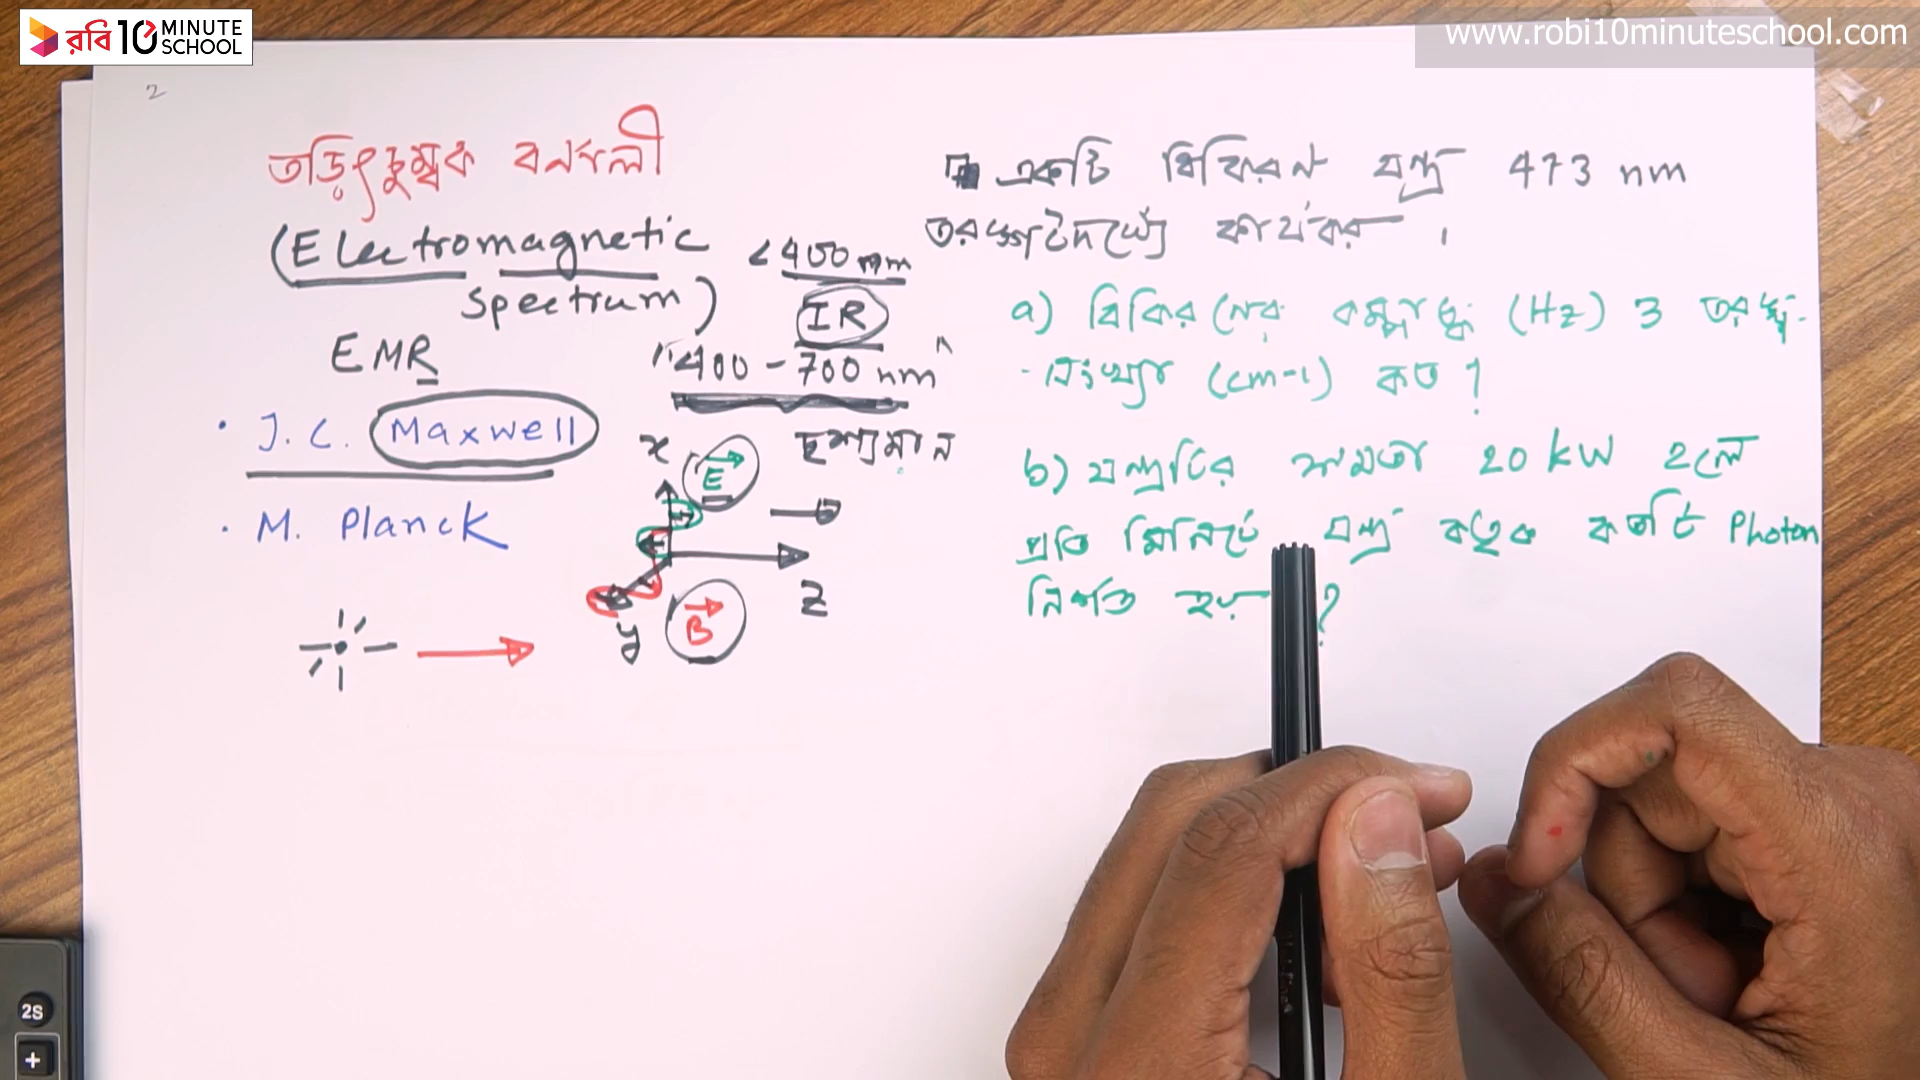 রবি 10 MINUTE SCHOOL
www.robi10minuteschool.com
2
তড়িৎচুম্বক বর্ণালী
(Electromagnetic
Spectrum)
EMR
J. C. Maxwell
M. Planck
<400 nm
IR
"400 - 700 nm"
দৃশ্যমান
x
E
Z
B
y
একটি বিকিরণ যন্ত্র 473 nm
তরঙ্গদৈর্ঘ্যে কার্যকর ।
a) বিকিরণের কম্পাঙ্ক (Hz) ও তরঙ্গ-
- সংখ্যা (cm-1) কত ?
b) যন্ত্রটির ক্ষমতা 20 kW হলে
প্রতি মিনিটে যন্ত্র কর্তৃক কতটি Photon
নির্গত হয় ?
2S
+